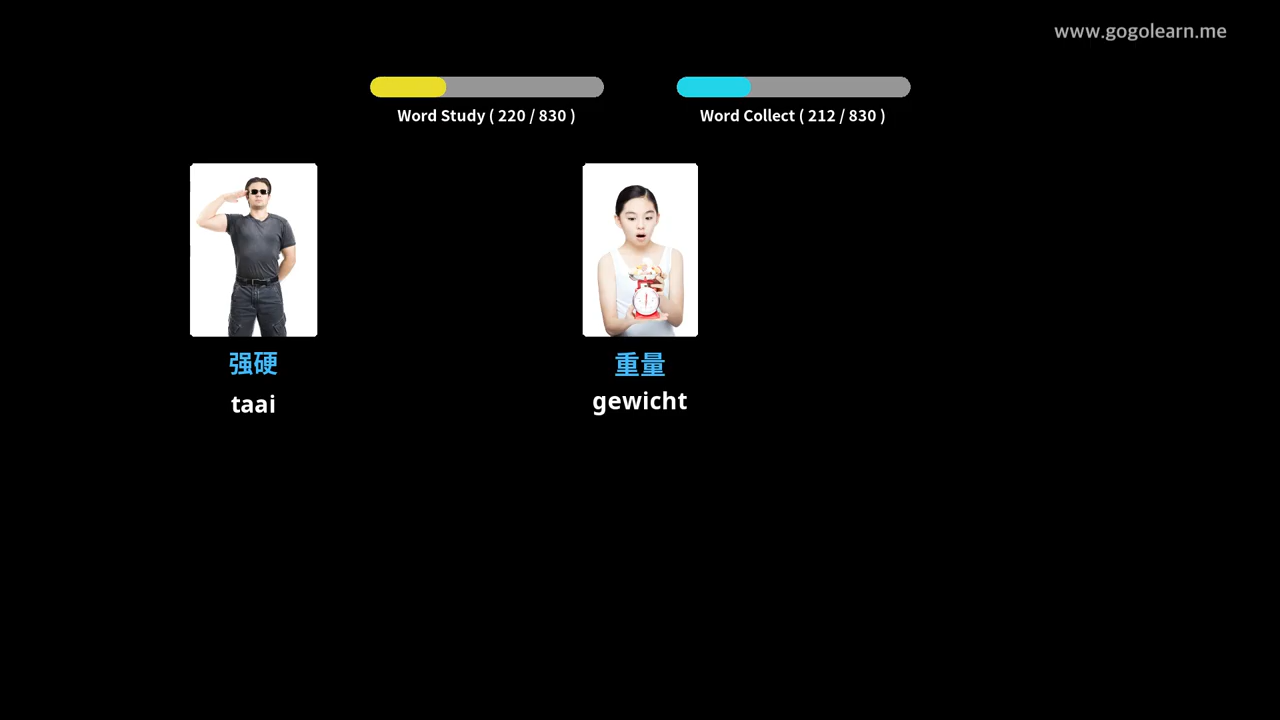 www.gogolearn.me
Word Study ( 220 / 830 )
Word Collect ( 212 / 830 )
强硬
taai
重量
gewicht